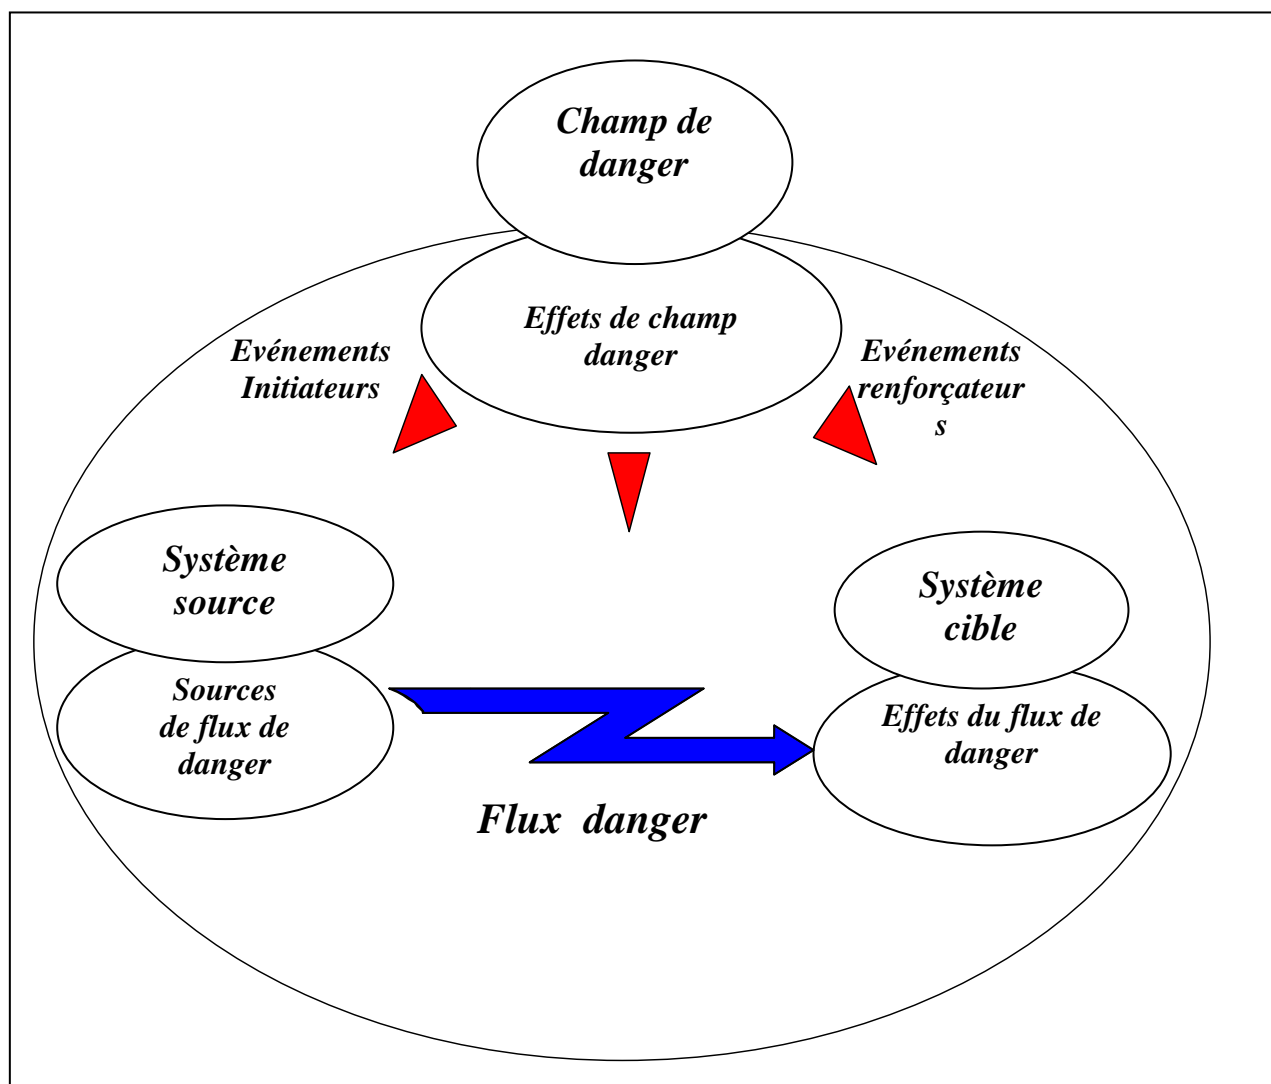 Champ de
danger
Effets de champ
danger
Evénements
Initiateurs
Evénements
renforçateur
s
Système
source
Système
cible
Sources
de flux de
danger
Effets du flux de
danger
Flux danger